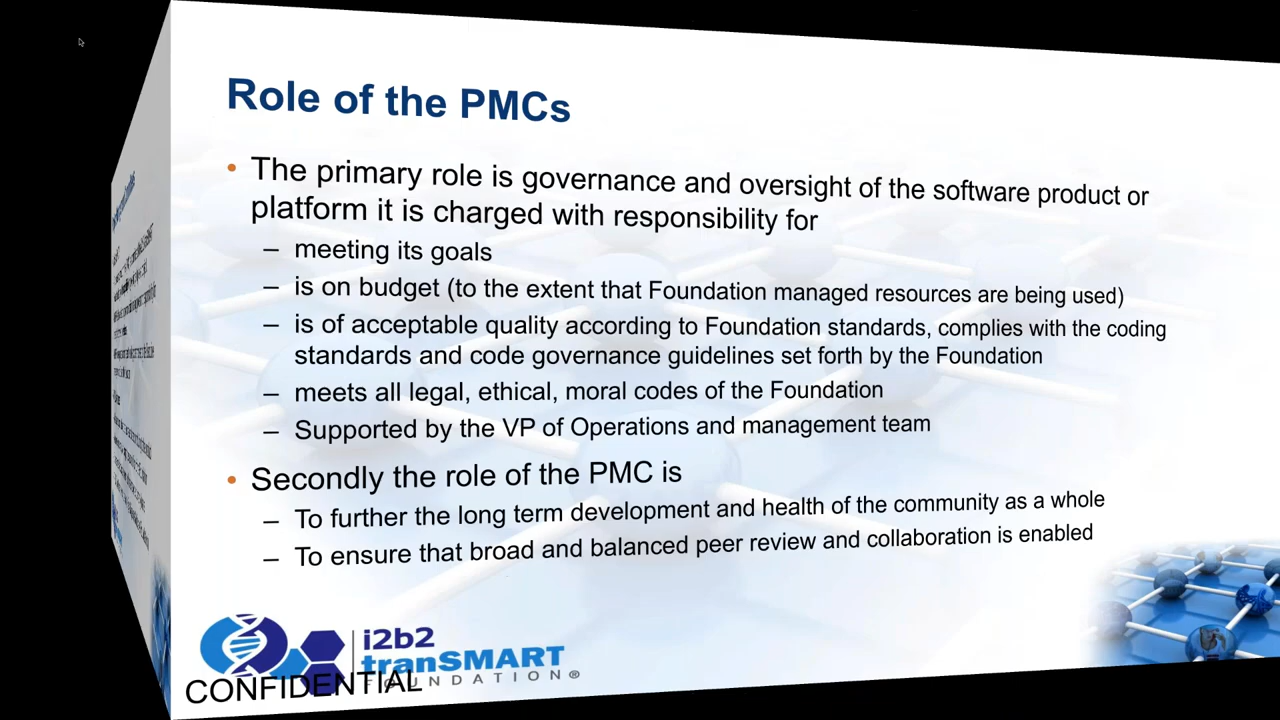 Role of the PMCs
• The primary role is governance and oversight of the software product or
platform it is charged with responsibility for
– meeting its goals
– is on budget (to the extent that Foundation managed resources are being used)
– is of acceptable quality according to Foundation standards, complies with the coding
standards and code governance guidelines set forth by the Foundation
– meets all legal, ethical, moral codes of the Foundation
– Supported by the VP of Operations and management team
• Secondly the role of the PMC is
– To further the long term development and health of the community as a whole
– To ensure that broad and balanced peer review and collaboration is enabled
i2b2
tranSMART
FOUNDATION®
CONFIDENTIAL